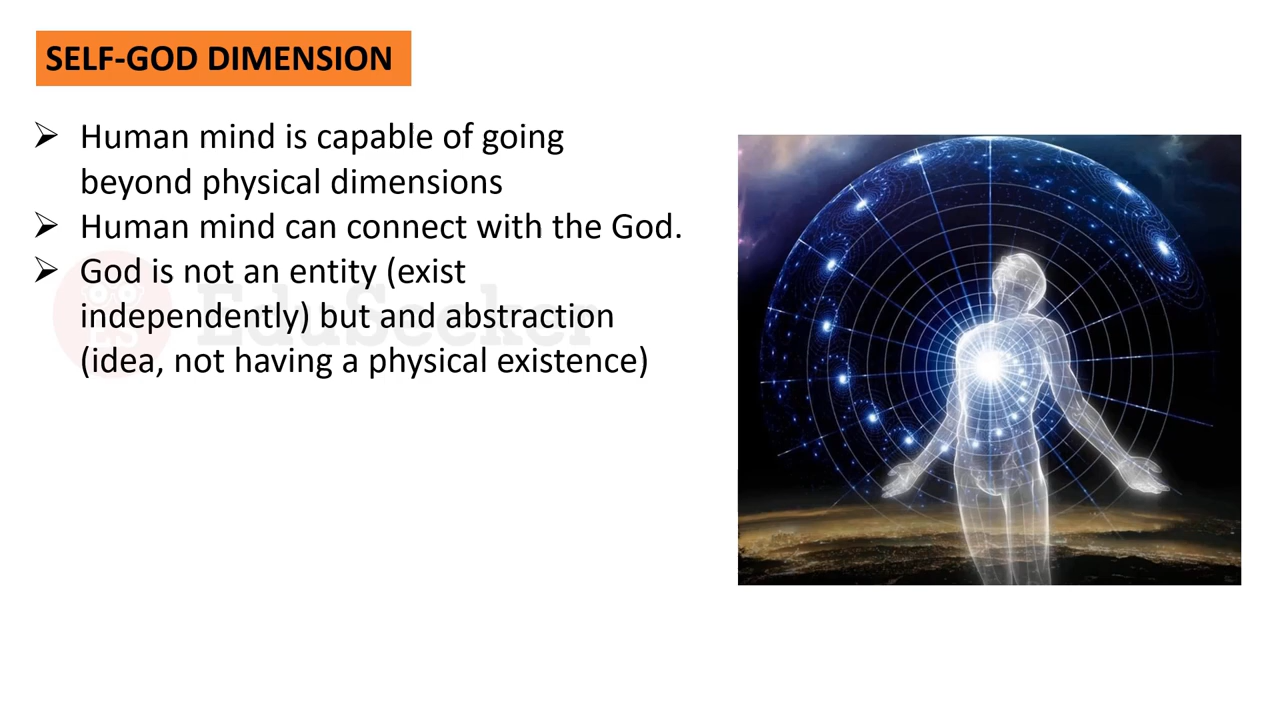 SELF-GOD DIMENSION
➢ Human mind is capable of going
beyond physical dimensions
➢ Human mind can connect with the God.
➢ God is not an entity (exist
independently) but and abstraction
(idea, not having a physical existence)
EduSeeker